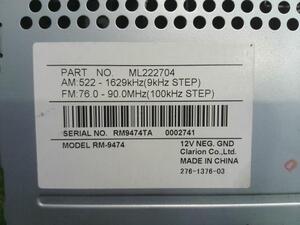 PART NO. ML222704
AM:522 - 1629kHz(9kHz STEP)
FM:76.0 - 90.0MHz(100kHz STEP)
SERIAL NO. RM9474TA 0002741
MODEL RM-9474
12V NEG. GND
Clarion Co.,Ltd.
MADE IN CHINA
276-1376-03